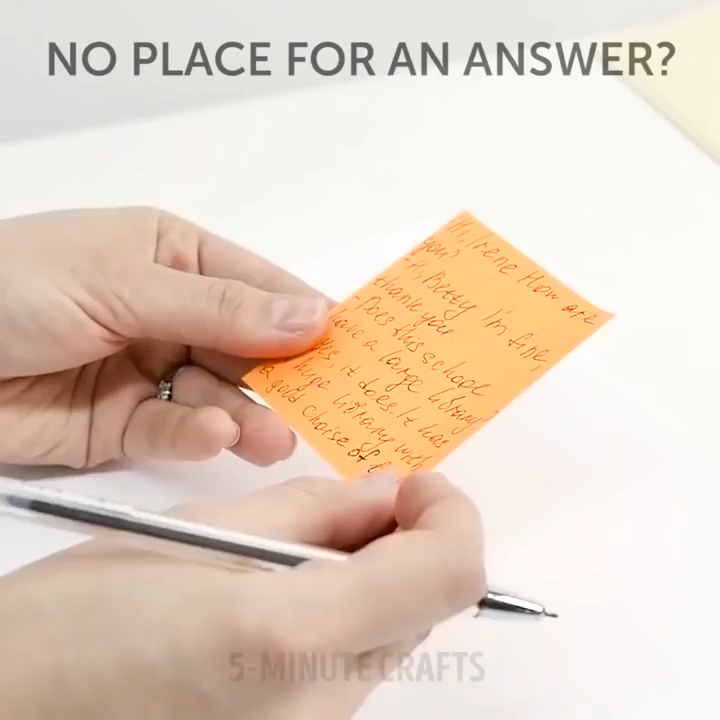 NO PLACE FOR AN ANSWER?
Hi, Irene How are
you?
-Hi, Betty I'm fine,
thank you.
-Does this school
have a large library?
Yes, it does. It has
huge library with
a good choise of
5-MINUTE CRAFTS